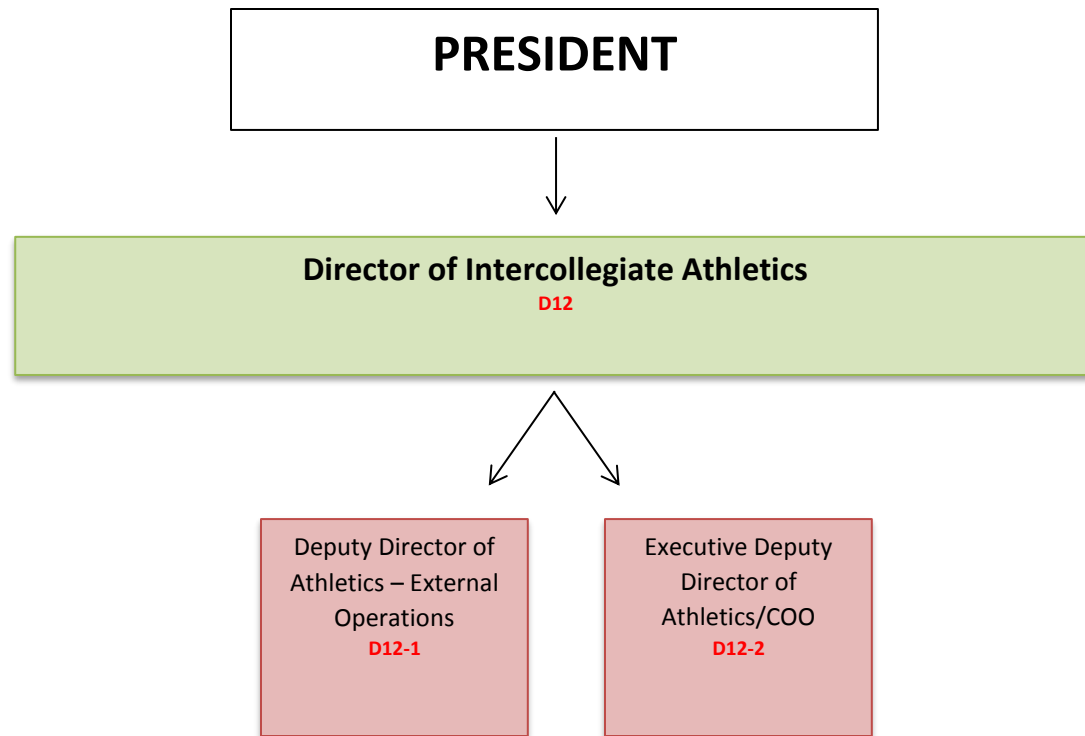 PRESIDENT
Director of Intercollegiate Athletics
D12
Deputy Director of
Athletics – External
Operations
D12-1
Executive Deputy
Director of
Athletics/COO
D12-2